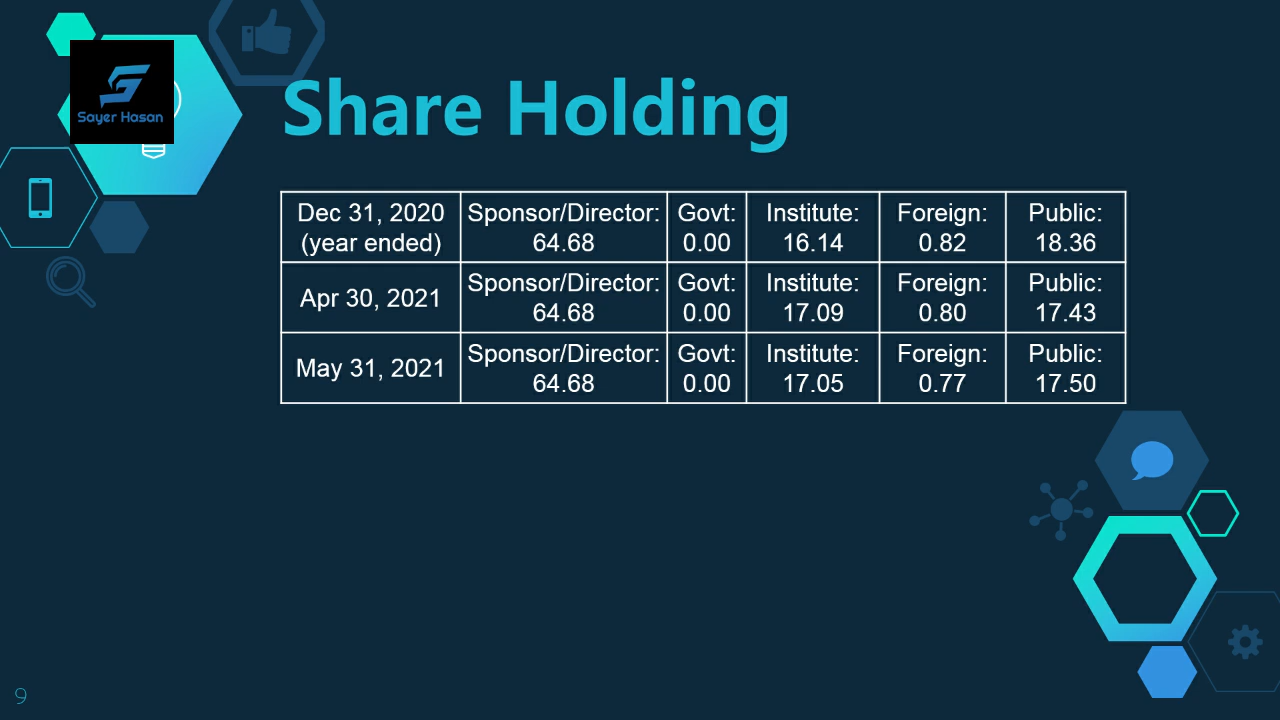 Sayer Hasan
Share Holding
Dec 31, 2020 (year ended) Sponsor/Director: 64.68 Govt: 0.00 Institute: 16.14 Foreign: 0.82 Public: 18.36
Apr 30, 2021 Sponsor/Director: 64.68 Govt: 0.00 Institute: 17.09 Foreign: 0.80 Public: 17.43
May 31, 2021 Sponsor/Director: 64.68 Govt: 0.00 Institute: 17.05 Foreign: 0.77 Public: 17.50
9